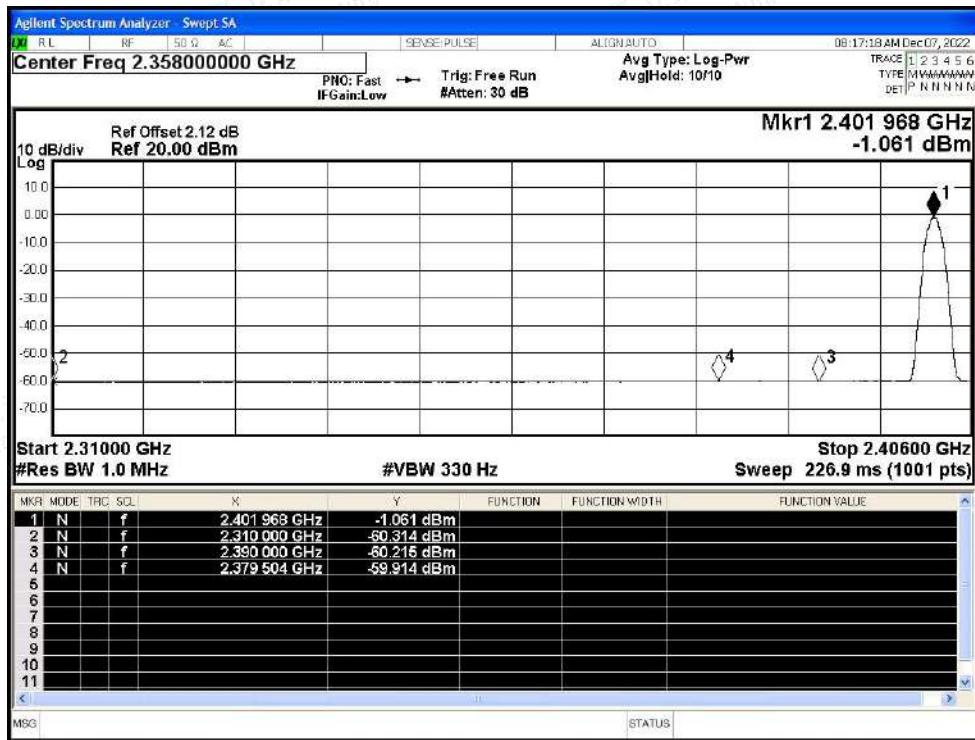 Agilent Spectrum Analyzer - Swept SA
LXI RL RF 50 Ω AC SENSE:PULSE ALIGNAUTO 08:17:18 AM Dec 07, 2022
Center Freq 2.358000000 GHz
PNO: Fast
IFGain:Low
Trig: Free Run
#Atten: 30 dB
Avg Type: Log-Pwr
Avg|Hold: 10/10
TRACE 1 2 3 4 5 6
TYPE M
DET P N N N N N
Ref Offset 2.12 dB
10 dB/div Ref 20.00 dBm
Log
Mkr1 2.401 968 GHz
-1.061 dBm
10.0
0.00
-10.0
-20.0
-30.0
-40.0
-50.0
-60.0
-70.0
1
2
4
3
Start 2.31000 GHz Stop 2.40600 GHz
#Res BW 1.0 MHz #VBW 330 Hz Sweep 226.9 ms (1001 pts)
MKR MODE TRC SCL X Y FUNCTION FUNCTION WIDTH FUNCTION VALUE
1 N f 2.401 968 GHz -1.061 dBm
2 N f 2.310 000 GHz -60.314 dBm
3 N f 2.390 000 GHz -60.215 dBm
4 N f 2.379 504 GHz -59.914 dBm
5
6
7
8
9
10
11
MSG STATUS